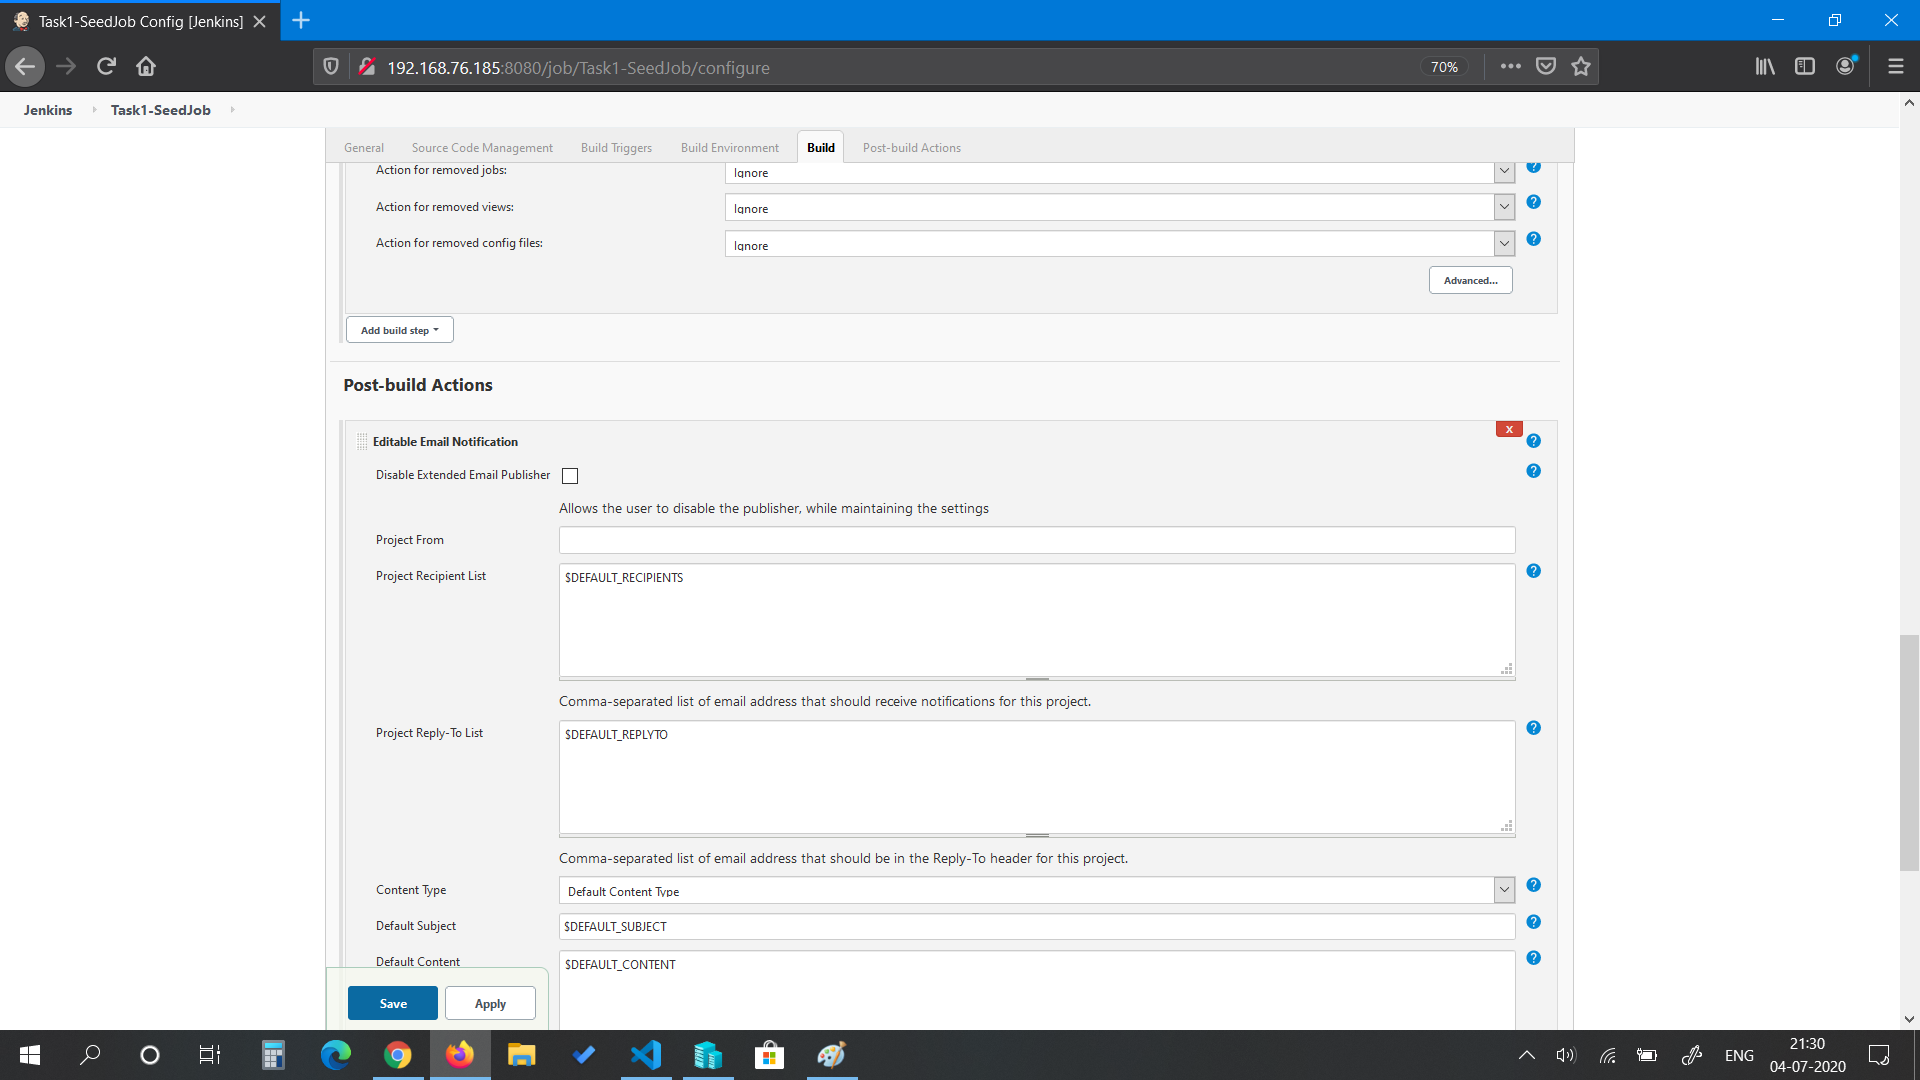 Task1-SeedJob Config [Jenkins]
192.168.76.185:8080/job/Task1-SeedJob/configure
70%
Jenkins
Task1-SeedJob
General
Source Code Management
Build Triggers
Build Environment
Build
Post-build Actions
Action for removed jobs:
Ignore
?
Action for removed views:
Ignore
?
Action for removed config files:
Ignore
?
Advanced...
Add build step
Post-build Actions
Editable Email Notification
X
?
Disable Extended Email Publisher
?
Allows the user to disable the publisher, while maintaining the settings
Project From
Project Recipient List
$DEFAULT_RECIPIENTS
?
Comma-separated list of email address that should receive notifications for this project.
Project Reply-To List
$DEFAULT_REPLYTO
?
Comma-separated list of email address that should be in the Reply-To header for this project.
Content Type
Default Content Type
?
Default Subject
$DEFAULT_SUBJECT
?
Default Content
$DEFAULT_CONTENT
?
Save
Apply
ENG
21:30
04-07-2020